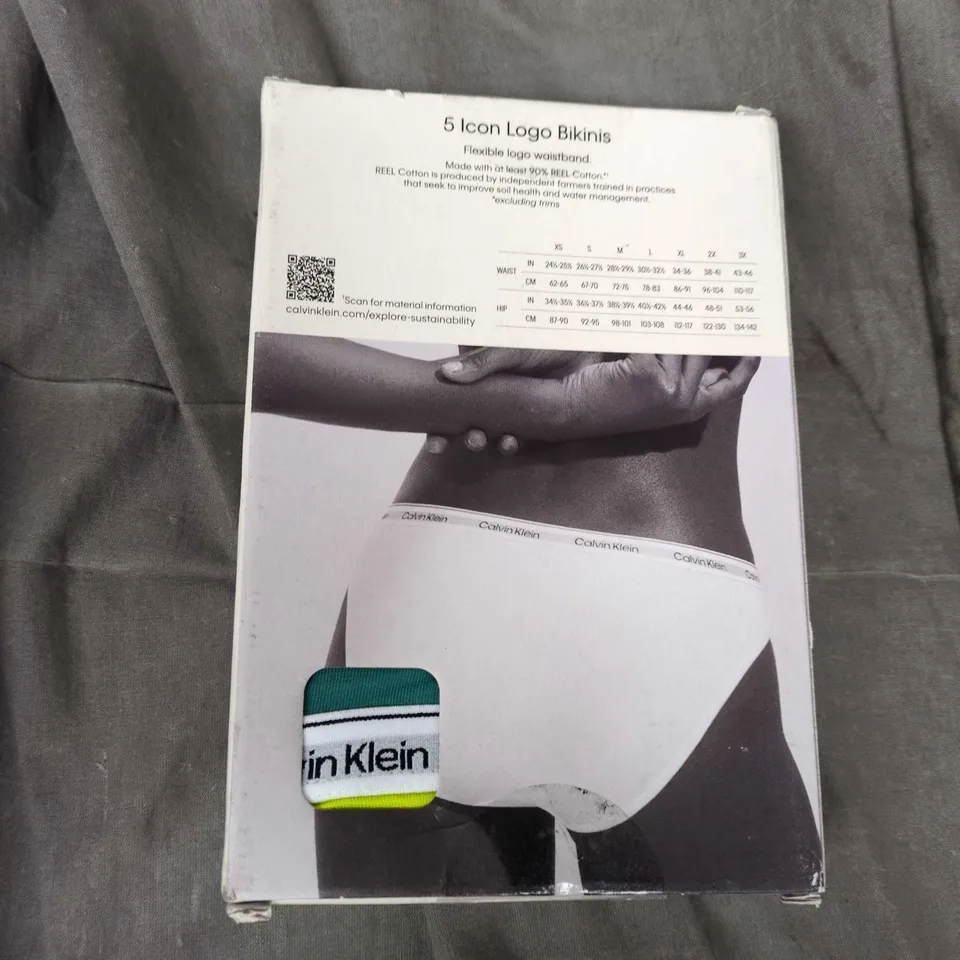 5 Icon Logo Bikinis
Flexible logo waistband.
Made with at least 90% REEL Cotton.*¹
REEL Cotton is produced by independent farmers trained in practices
that seek to improve soil health and water management.
*excluding trims
XS S M L XL 2X 3X
WAIST IN 24½-25½ 26½-27½ 28½-29½ 30½-32½ 34-36 38-41 43-46
CM 62-65 67-70 72-75 78-83 86-91 96-104 110-117
HIP IN 34½-35½ 36½-37½ 38½-39½ 40½-42½ 44-46 48-51 53-56
CM 87-90 92-95 98-101 103-108 112-117 122-130 134-142
¹Scan for material information
calvinklein.com/explore-sustainability
Calvin Klein Calvin Klein Calvin Klein Calvin Klein Calv
vin Klein